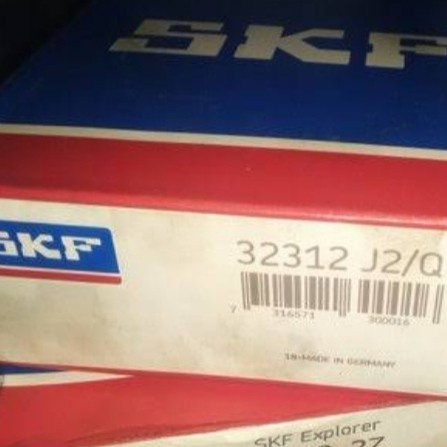 SKF
SKF
32312 J2/Q
7 316571 300016
18-MADE IN GERMANY
SKF Explorer